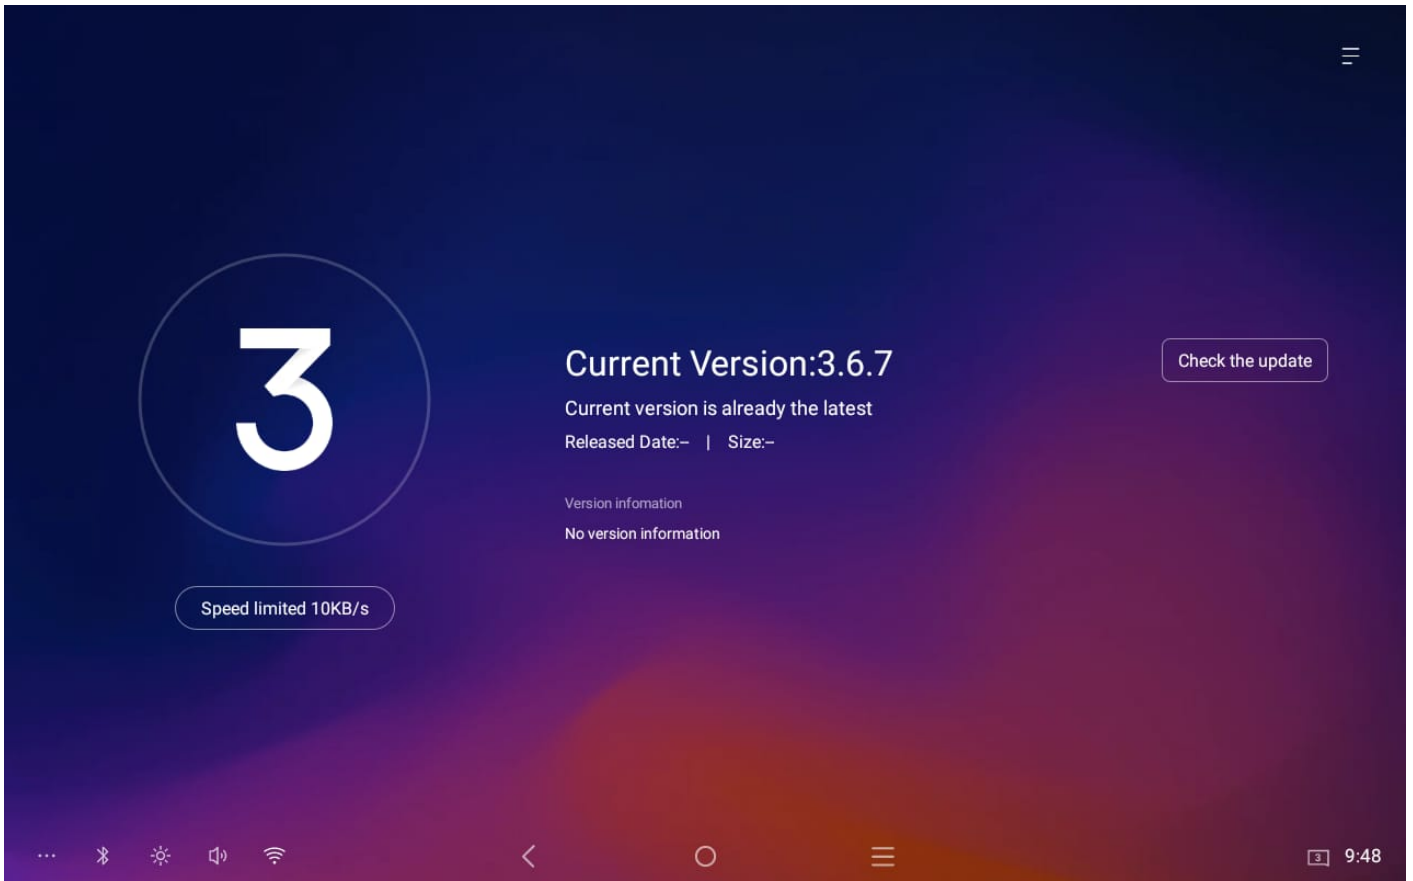 3
Current Version:3.6.7
Check the update
Current version is already the latest
Released Date:– | Size:–
Version infomation
No version information
Speed limited 10KB/s
3 9:48